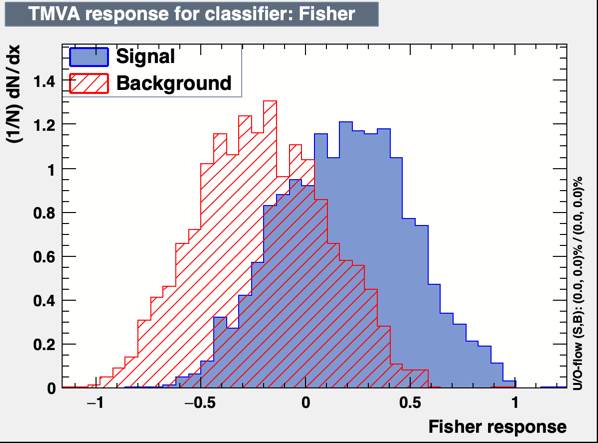 TMVA response for classifier: Fisher
Signal
Background
(1/N) dN / dx
1.4
1.2
1
0.8
0.6
0.4
0.2
0
−1
−0.5
0
0.5
1
Fisher response
U/O-flow (S,B): (0.0, 0.0)% / (0.0, 0.0)%